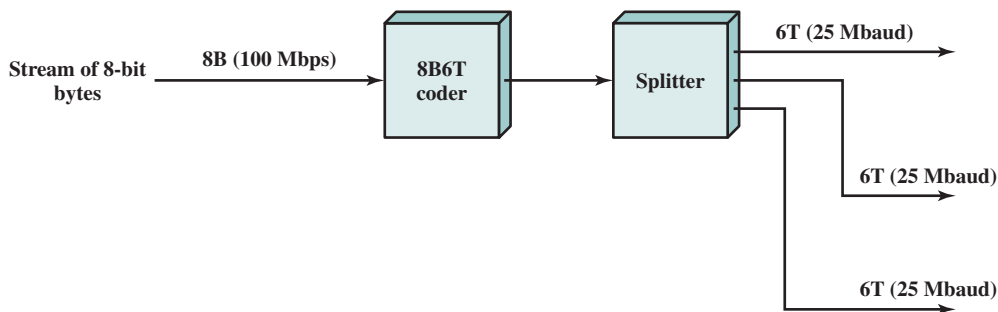 Stream of 8-bit
bytes
8B (100 Mbps)
8B6T
coder
Splitter
6T (25 Mbaud)
6T (25 Mbaud)
6T (25 Mbaud)